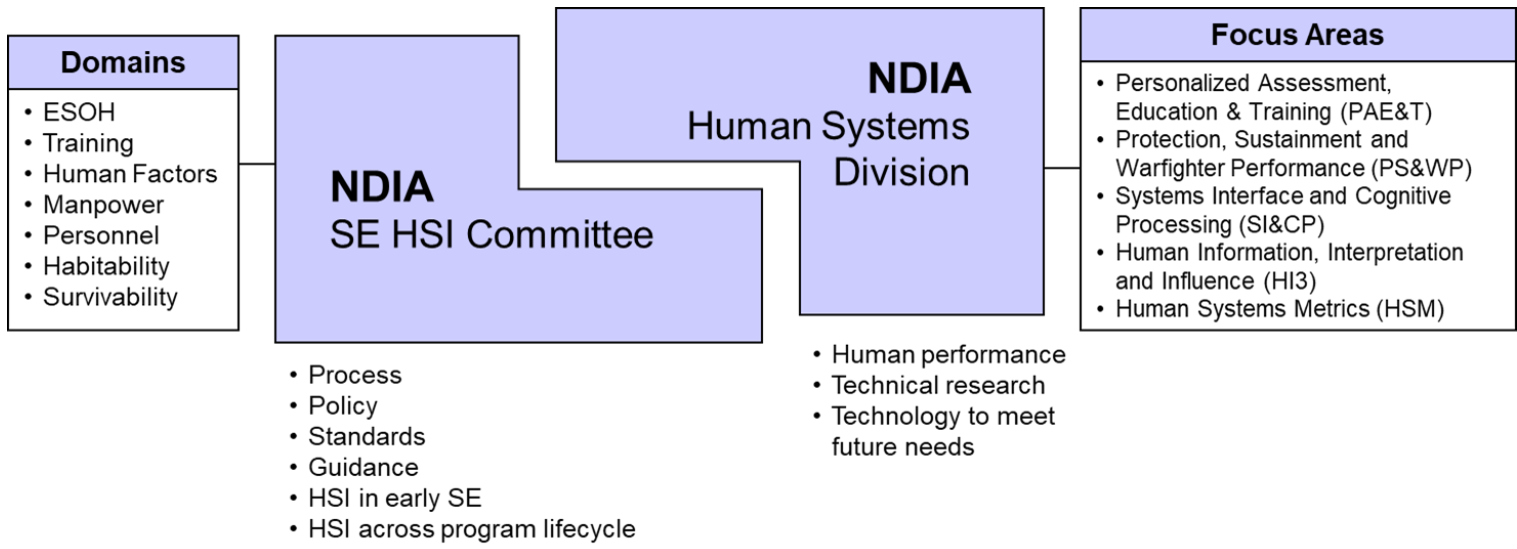 Domains
• ESOH
• Training
• Human Factors
• Manpower
• Personnel
• Habitability
• Survivability
NDIA
SE HSI Committee
• Process
• Policy
• Standards
• Guidance
• HSI in early SE
• HSI across program lifecycle
NDIA
Human Systems
Division
• Human performance
• Technical research
• Technology to meet
future needs
Focus Areas
• Personalized Assessment,
Education & Training (PAE&T)
• Protection, Sustainment and
Warfighter Performance (PS&WP)
• Systems Interface and Cognitive
Processing (SI&CP)
• Human Information, Interpretation
and Influence (HI3)
• Human Systems Metrics (HSM)